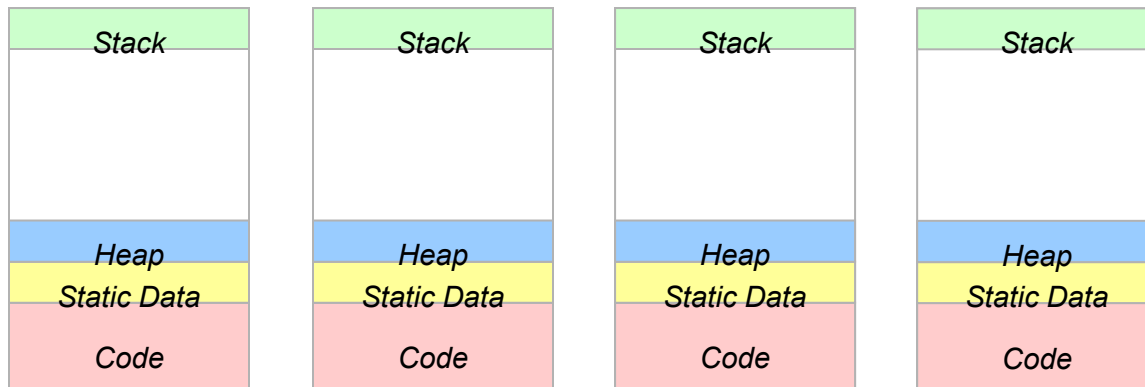 Stack Stack Stack Stack
Heap Heap Heap Heap
Static Data Static Data Static Data Static Data
Code Code Code Code